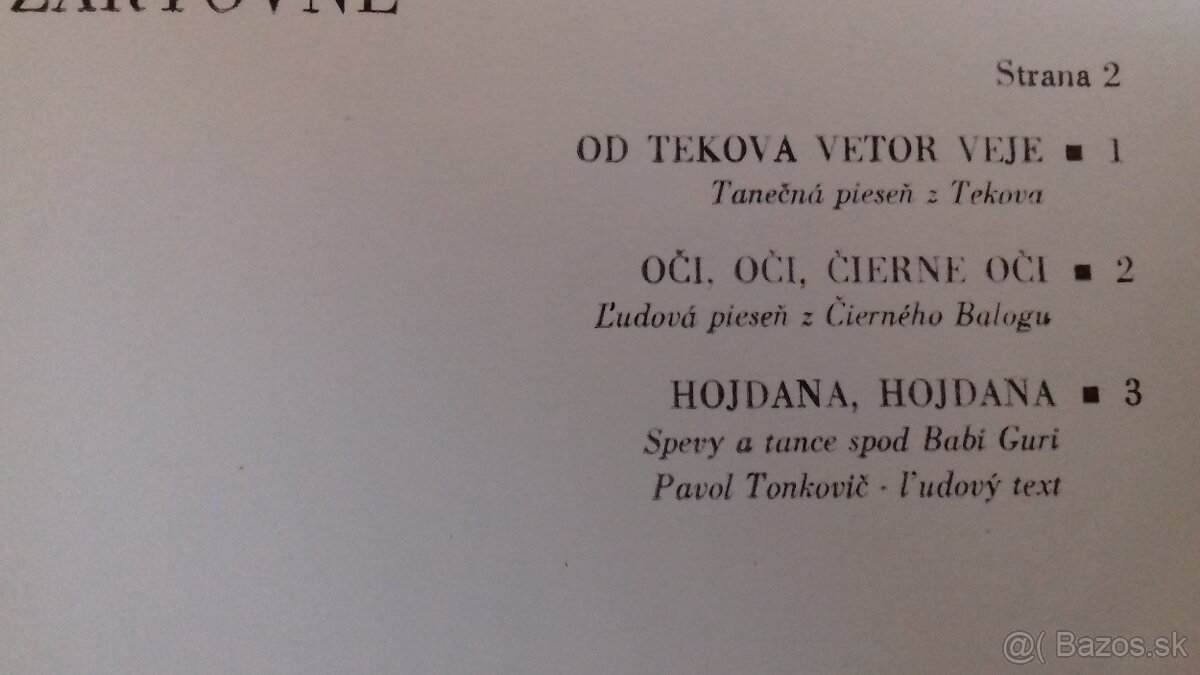 ŽARTOVNÉ
Strana 2
OD TEKOVA VETOR VEJE ■ 1
Tanečná pieseň z Tekova
OČI, OČI, ČIERNE OČI ■ 2
Ľudová pieseň z Čierného Balogu
HOJDANA, HOJDANA ■ 3
Spevy a tance spod Babi Guri
Pavol Tonkovič - ľudový text
@( Bazos.sk